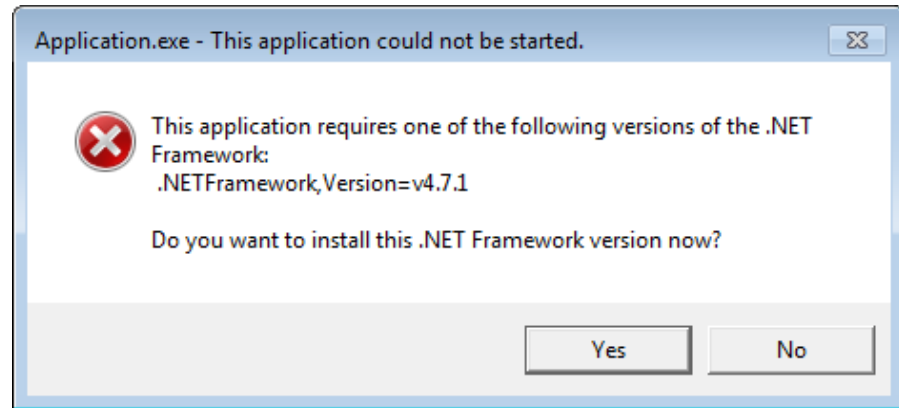 Application.exe - This application could not be started.
This application requires one of the following versions of the .NET
Framework:
.NETFramework,Version=v4.7.1
Do you want to install this .NET Framework version now?
Yes
No